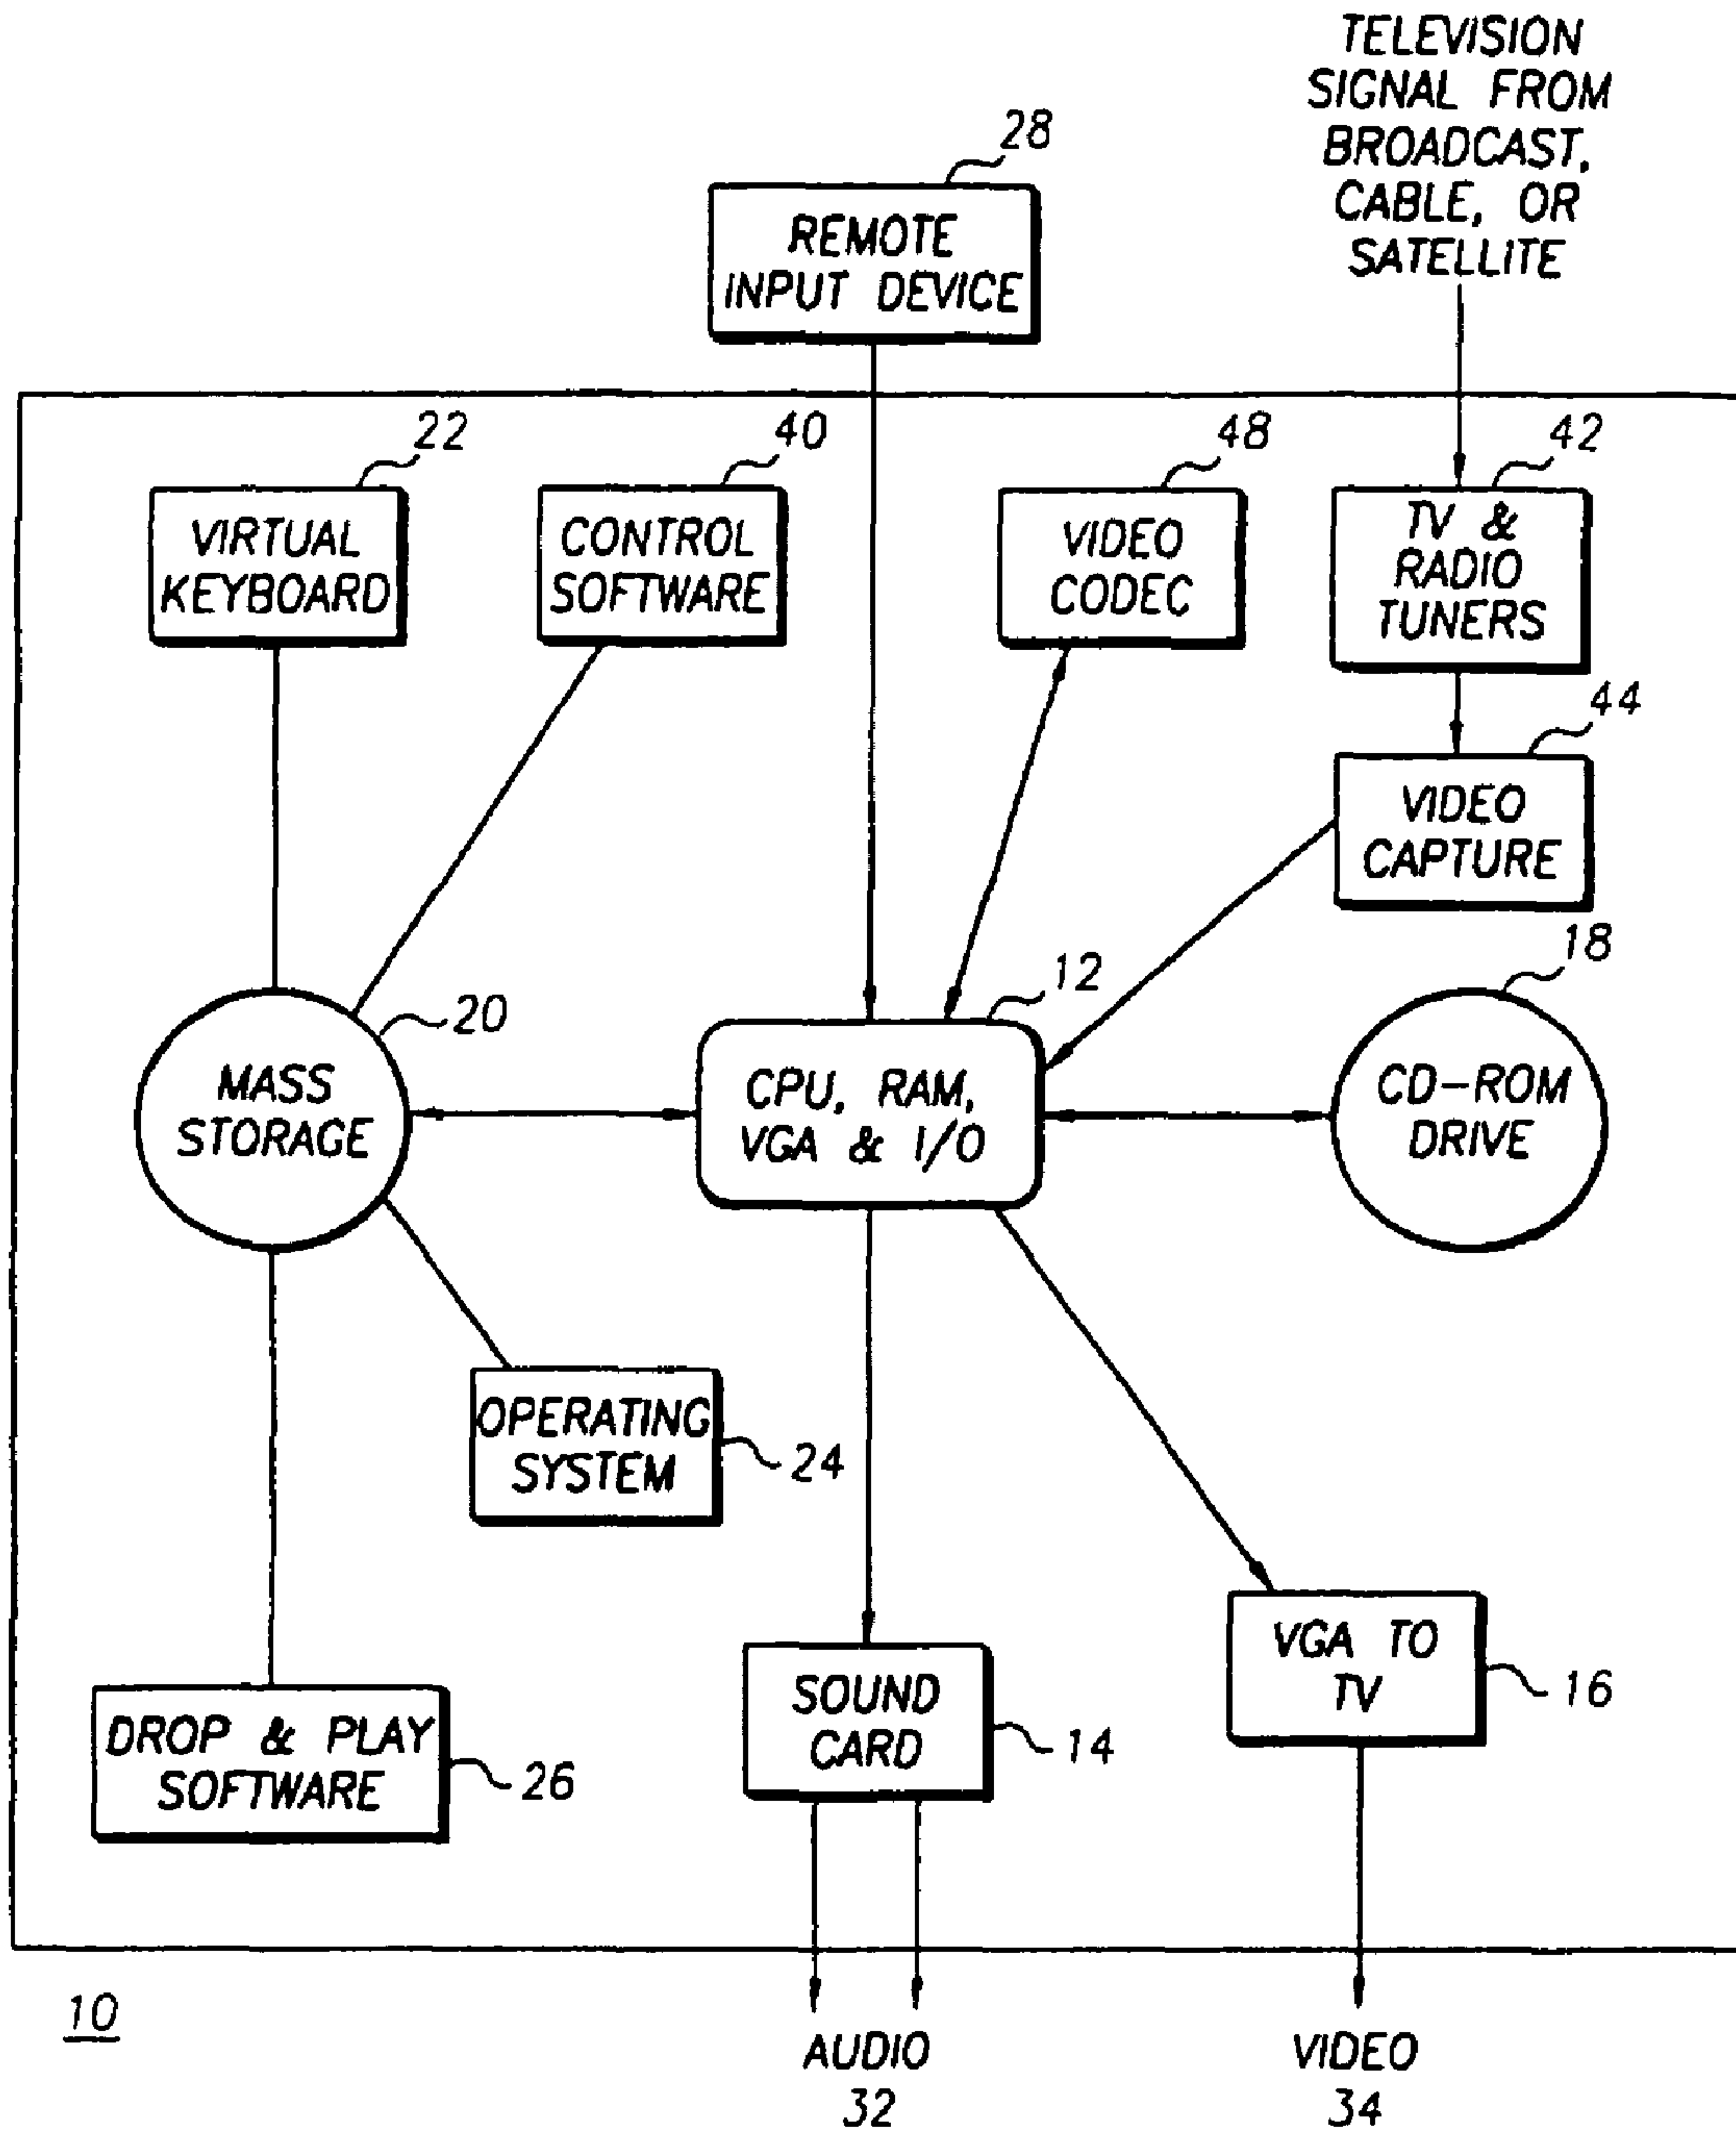 TELEVISION
SIGNAL FROM
BROADCAST,
CABLE, OR
SATELLITE
28
REMOTE
INPUT DEVICE
22
40
48
42
VIRTUAL
KEYBOARD
CONTROL
SOFTWARE
VIDEO
CODEC
TV &
RADIO
TUNERS
44
VIDEO
CAPTURE
18
12
20
MASS
STORAGE
CPU, RAM,
VGA & I/O
CD-ROM
DRIVE
OPERATING
SYSTEM
24
VGA TO
TV
16
SOUND
CARD
14
DROP & PLAY
SOFTWARE
26
10
AUDIO
32
VIDEO
34